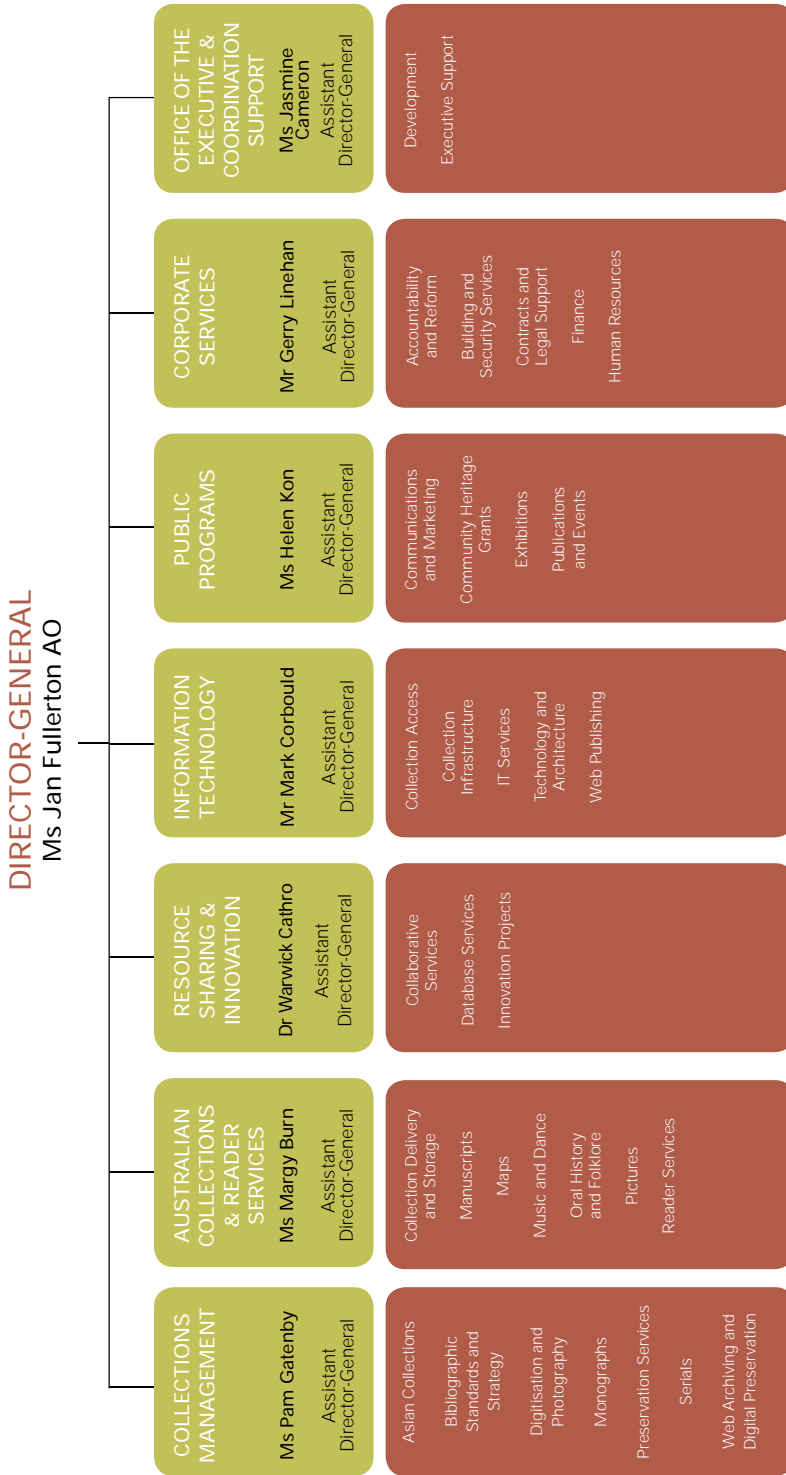 DIRECTOR-GENERAL
Ms Jan Fullerton AO
COLLECTIONS
MANAGEMENT
Ms Pam Gatenby
Assistant
Director-General
Asian Collections
Bibliographic
Standards and
Strategy
Digitisation and
Photography
Monographs
Preservation Services
Serials
Web Archiving and
Digital Preservation
AUSTRALIAN
COLLECTIONS
& READER
SERVICES
Ms Margy Burn
Assistant
Director-General
Collection Delivery
and Storage
Manuscripts
Maps
Music and Dance
Oral History
and Folklore
Pictures
Reader Services
RESOURCE
SHARING &
INNOVATION
Dr Warwick Cathro
Assistant
Director-General
Collaborative
Services
Database Services
Innovation Projects
INFORMATION
TECHNOLOGY
Mr Mark Corbould
Assistant
Director-General
Collection Access
Collection
Infrastructure
IT Services
Technology and
Architecture
Web Publishing
PUBLIC
PROGRAMS
Ms Helen Kon
Assistant
Director-General
Communications
and Marketing
Community Heritage
Grants
Exhibitions
Publications
and Events
CORPORATE
SERVICES
Mr Gerry Linehan
Assistant
Director-General
Accountability
and Reform
Building and
Security Services
Contracts and
Legal Support
Finance
Human Resources
OFFICE OF THE
EXECUTIVE &
COORDINATION
SUPPORT
Ms Jasmine
Cameron
Assistant
Director-General
Development
Executive Support